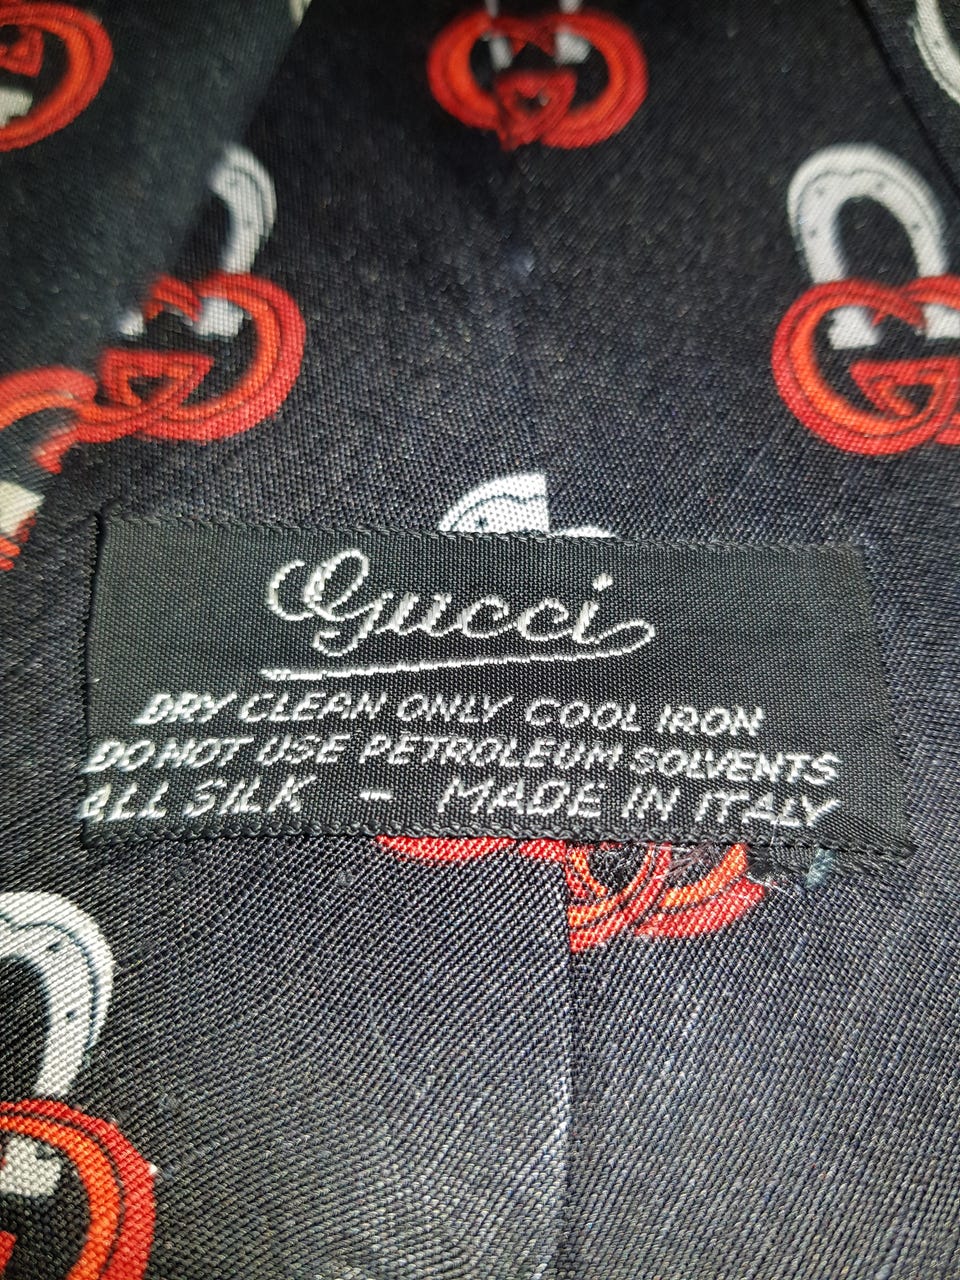 Gucci
DRY CLEAN ONLY COOL IRON
DO NOT USE PETROLEUM SOLVENTS
ALL SILK - MADE IN ITALY